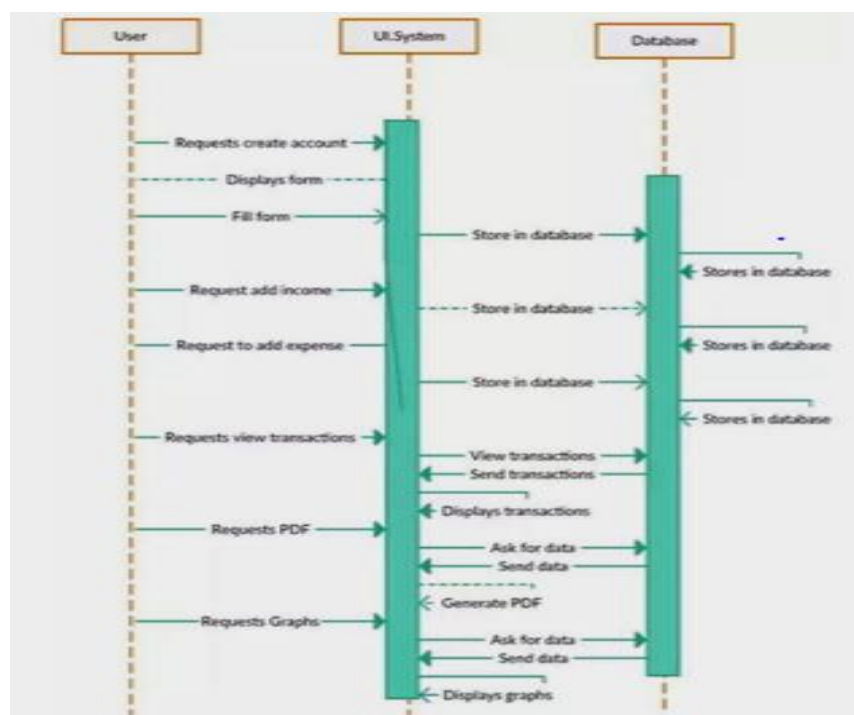 User
UI.System
Database
Requests create account
Displays form
Fill form
Store in database
Stores in database
Request add income
Store in database
Request to add expense
Stores in database
Store in database
Stores in database
Requests view transactions
View transactions
Send transactions
Displays transactions
Requests PDF
Ask for data
Send data
Generate PDF
Requests Graphs
Ask for data
Send data
Displays graphs